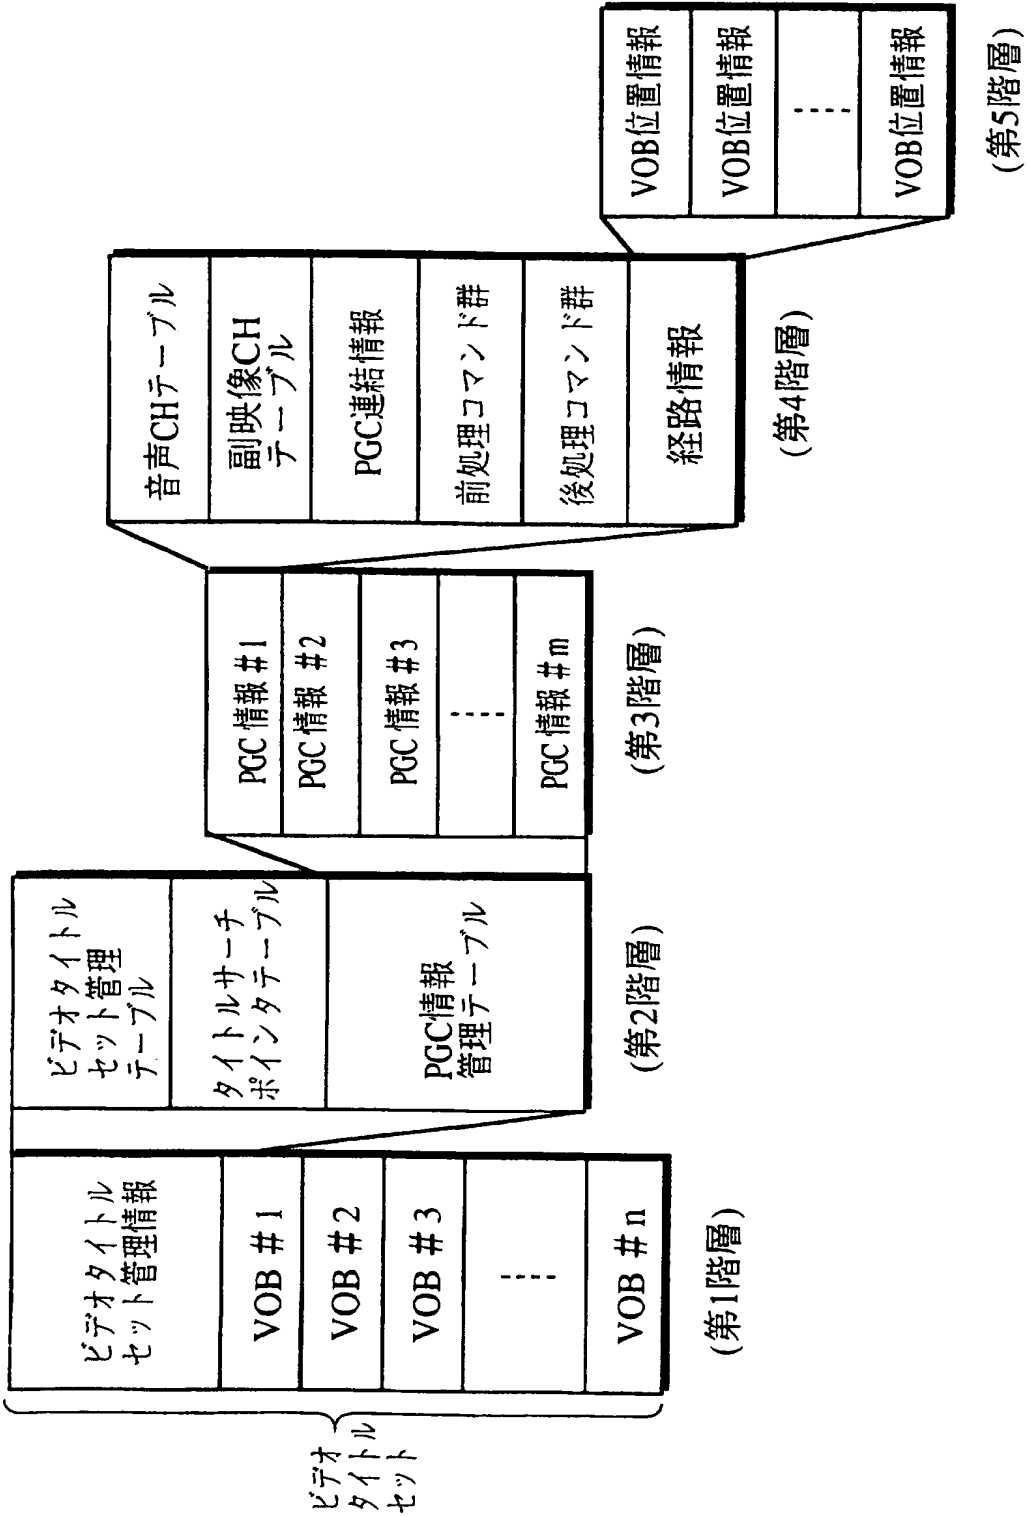 ビデオ
タイトル
セット
ビデオタイトル
セット管理情報
VOB #1
VOB #2
VOB #3
VOB #n
(第1階層)
ビデオタイトル
セット管理
テーブル
タイトルサーチ
ポインタテーブル
PGC情報
管理テーブル
(第2階層)
PGC情報#1
PGC情報 #2
PGC情報#3
PGC情報#m
(第3階層)
音声CHテーブル
副映像CH
テーブル
PGC連結情報
前処理コマンド群
後処理コマンド群
経路情報
(第4階層)
VOB位置情報
VOB位置情報
VOB位置情報
(第5階層)